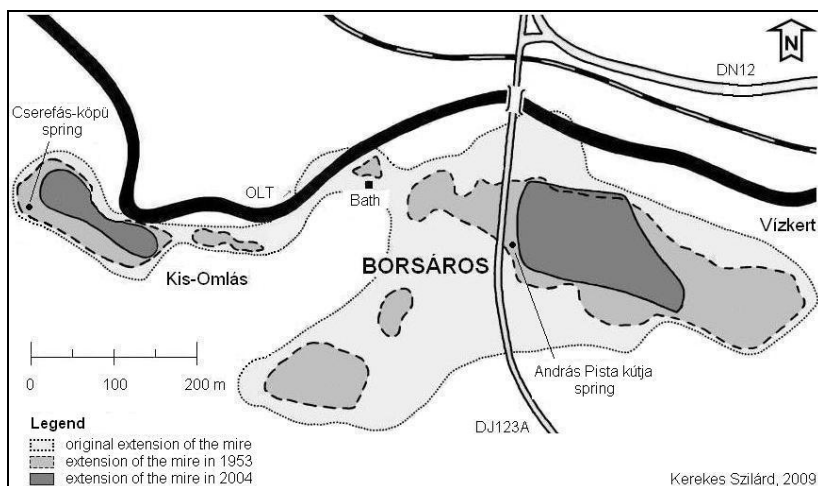 N
DN12
Cserefás-köpü
spring
OLT
Bath
Vízkert
Kis-Omlás
BORSÁROS
0 100 200 m
András Pista kútja
spring
DJ123A
Legend
original extension of the mire
extension of the mire in 1953
extension of the mire in 2004
Kerekes Szilárd, 2009